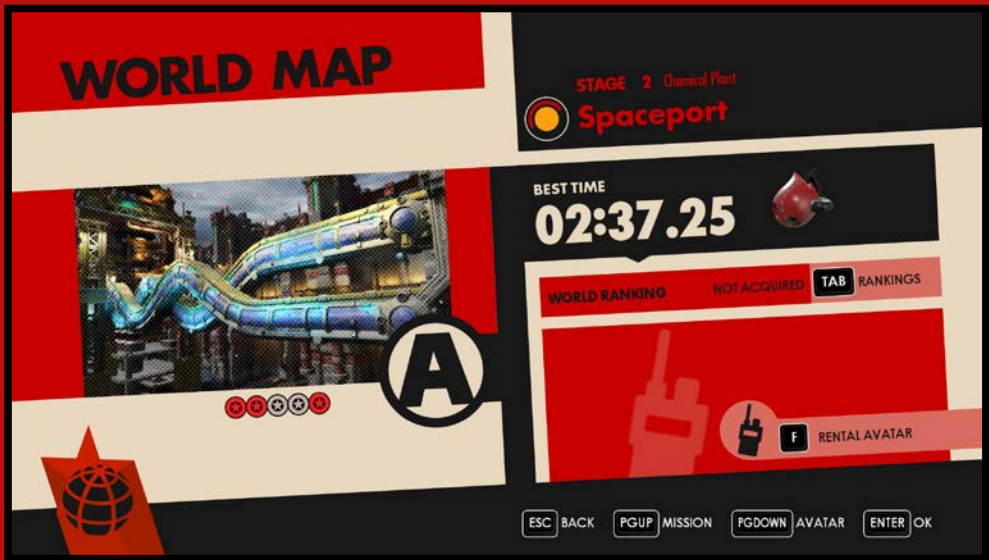 WORLD MAP
STAGE 2 Chemical Plant
Spaceport
BEST TIME
02:37.25
WORLD RANKING NOT ACQUIRED TAB RANKINGS
A
F RENTAL AVATAR
ESC BACK PGUP MISSION PGDOWN AVATAR ENTER OK